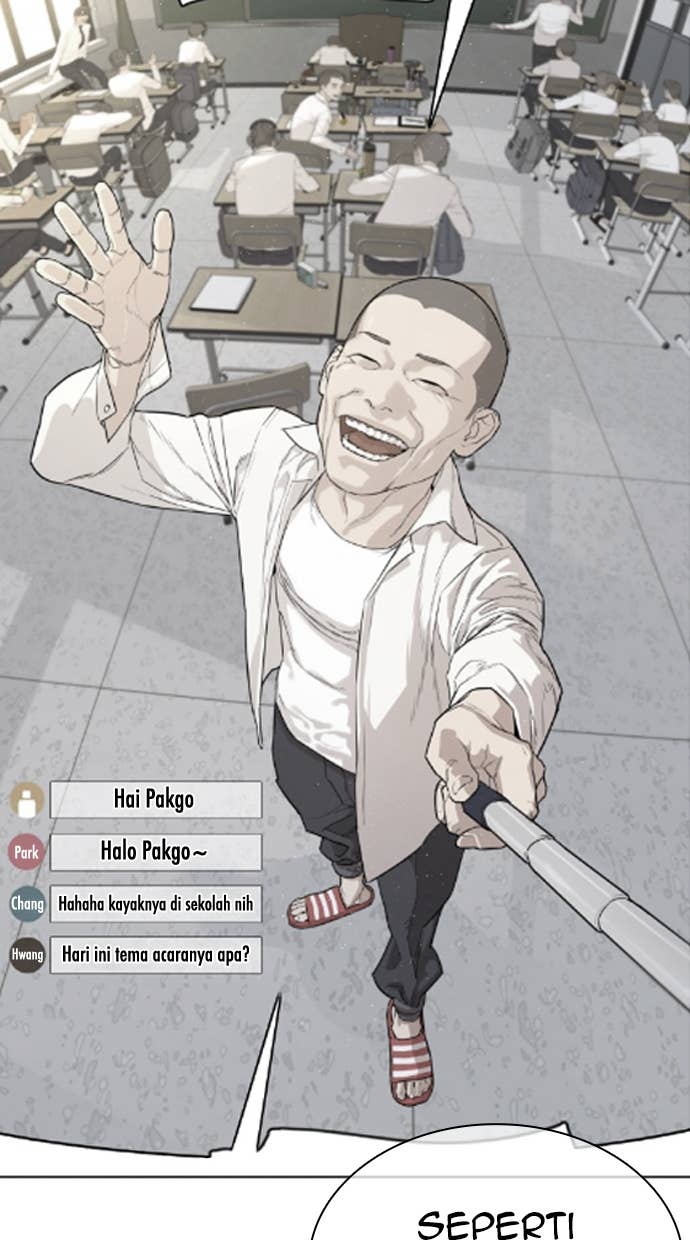 Hai Pakgo
Park Halo Pakgo~
Chang Hahaha kayaknya di sekolah nih
Hwang Hari ini tema acaranya apa?
SEPERTI